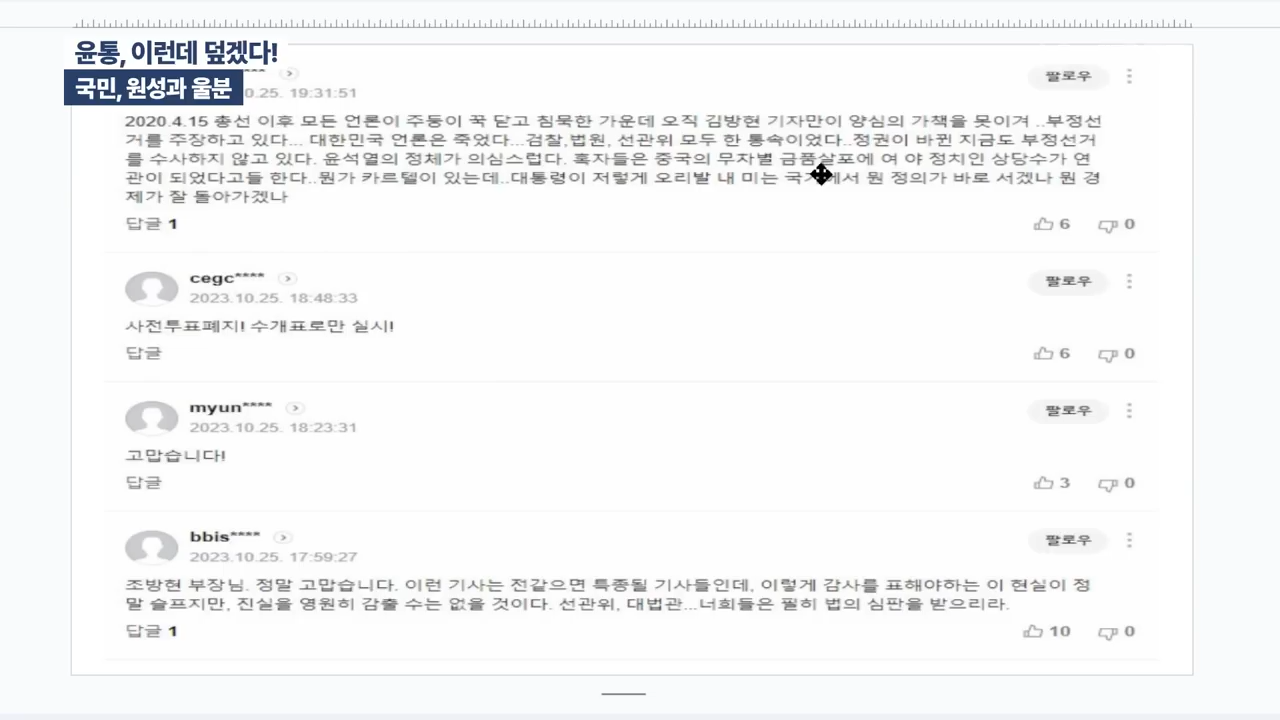 윤통, 이런데 덮겠다!
국민, 원성과 울분
*** 
0.25. 19:31:51
팔로우
2020.4.15 총선 이후 모든 언론이 주둥이 꾹 닫고 침묵한 가운데 오직 김방현 기자만이 양심의 가책을 못이겨 ..부정선
거를 주장하고 있다... 대한민국 언론은 죽었다...검찰,법원, 선관위 모두 한 통속이었다..정권이 바뀐 지금도 부정선거
를 수사하지 않고 있다. 윤석열의 정체가 의심스럽다. 혹자들은 중국의 무자별 금품살포에 여 야 정치인 상당수가 연
관이 되었다고들 한다..뭔가 카르텔이 있는데..대통령이 저렇게 오리발 내 미는 에서 뭔 정의가 바로 서겠나 뭔 경
제가 잘 돌아가겠나
답글 1
6 0
cegc****
팔로우
2023.10.25. 18:48:33
사전투표폐지! 수개표로만 실시!
답글
6 0
myun****
팔로우
2023.10.25. 18:23:31
고맙습니다!
답글
3 0
bbis****
팔로우
2023.10.25. 17:59:27
조방현 부장님. 정말 고맙습니다. 이런 기사는 전같으면 특종될 기사들인데, 이렇게 감사를 표해야하는 이 현실이 정
말 슬프지만, 진실을 영원히 감출 수는 없을 것이다. 선관위, 대법관...너희들은 필히 법의 심판을 받으리라.
답글 1
10 0